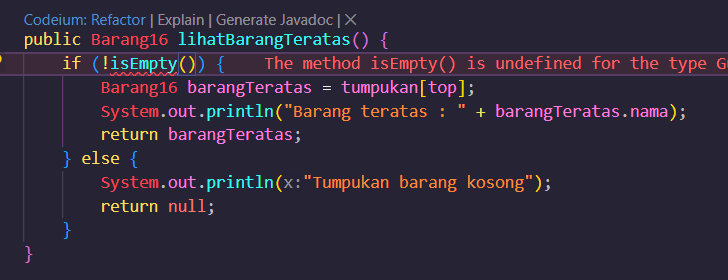 Codeium: Refactor | Explain | Generate Javadoc | ×
public Barang16 lihatBarangTeratas() {
if (!isEmpty()) { The method isEmpty() is undefined for the type G
Barang16 barangTeratas = tumpukan[top];
System.out.println("Barang teratas : " + barangTeratas.nama);
return barangTeratas;
} else {
System.out.println(x:"Tumpukan barang kosong");
return null;
}
}